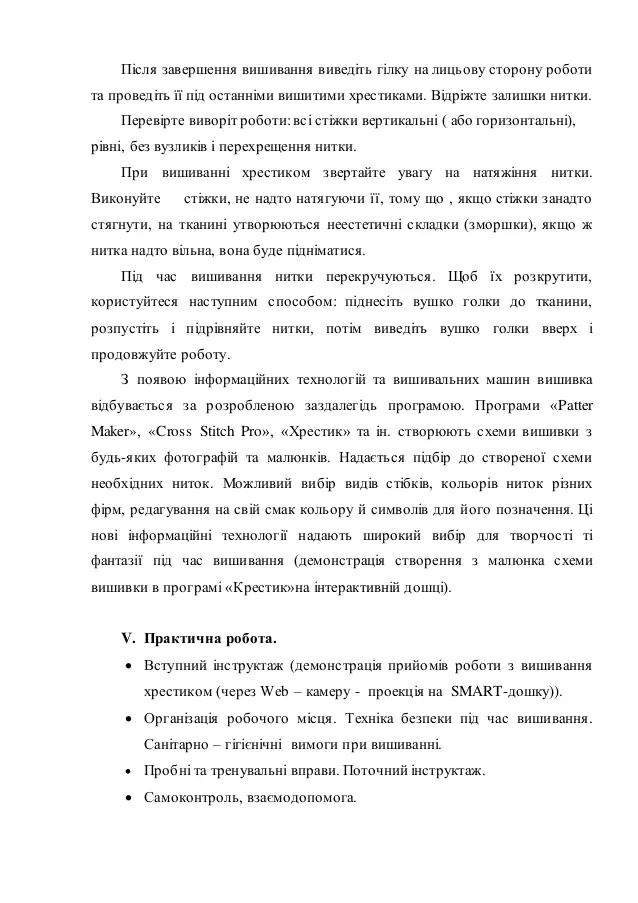 Після завершення вишивання виведіть гілку на лицьову сторону роботи
та проведіть її під останніми вишитими хрестиками. Відріжте залишки нитки.
Перевірте виворіт роботи: всі стіжки вертикальні ( або горизонтальні),
рівні, без вузликів і перехрещення нитки.
При вишиванні хрестиком звертайте увагу на натяжіння нитки.
Виконуйте стіжки, не надто натягуючи її, тому що , якщо стіжки занадто
стягнути, на тканині утворюються неестетичні складки (зморшки), якщо ж
нитка надто вільна, вона буде підніматися.
Під час вишивання нитки перекручуються. Щоб їх розкрутити,
користуйтеся наступним способом: піднесіть вушко голки до тканини,
розпустіть і підрівняйте нитки, потім виведіть вушко голки вверх і
продовжуйте роботу.
З появою інформаційних технологій та вишивальних машин вишивка
відбувається за розробленою заздалегідь програмою. Програми «Patter
Maker», «Cross Stitch Pro», «Хрестик» та ін. створюють схеми вишивки з
будь-яких фотографій та малюнків. Надається підбір до створеної схеми
необхідних ниток. Можливий вибір видів стібків, кольорів ниток різних
фірм, редагування на свій смак кольору й символів для його позначення. Ці
нові інформаційні технології надають широкий вибір для творчості ті
фантазії під час вишивання (демонстрація створення з малюнка схеми
вишивки в програмі «Крестик»на інтерактивній дошці).
V. Практична робота.
• Вступний інструктаж (демонстрація прийомів роботи з вишивання
хрестиком (через Web – камеру - проекція на SMART-дошку)).
• Організація робочого місця. Техніка безпеки під час вишивання.
Санітарно – гігієнічні вимоги при вишиванні.
• Пробні та тренувальні вправи. Поточний інструктаж.
• Самоконтроль, взаємодопомога.